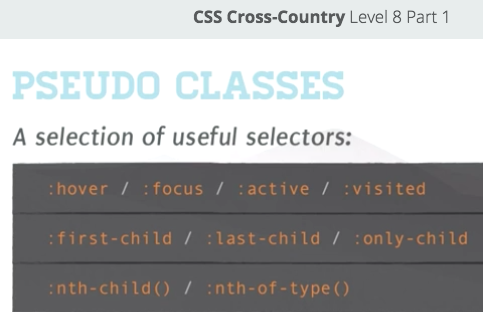 CSS Cross-Country Level 8 Part 1
PSEUDO CLASSES
A selection of useful selectors:
:hover / :focus / :active / :visited
:first-child / :last-child / :only-child
:nth-child() / :nth-of-type()